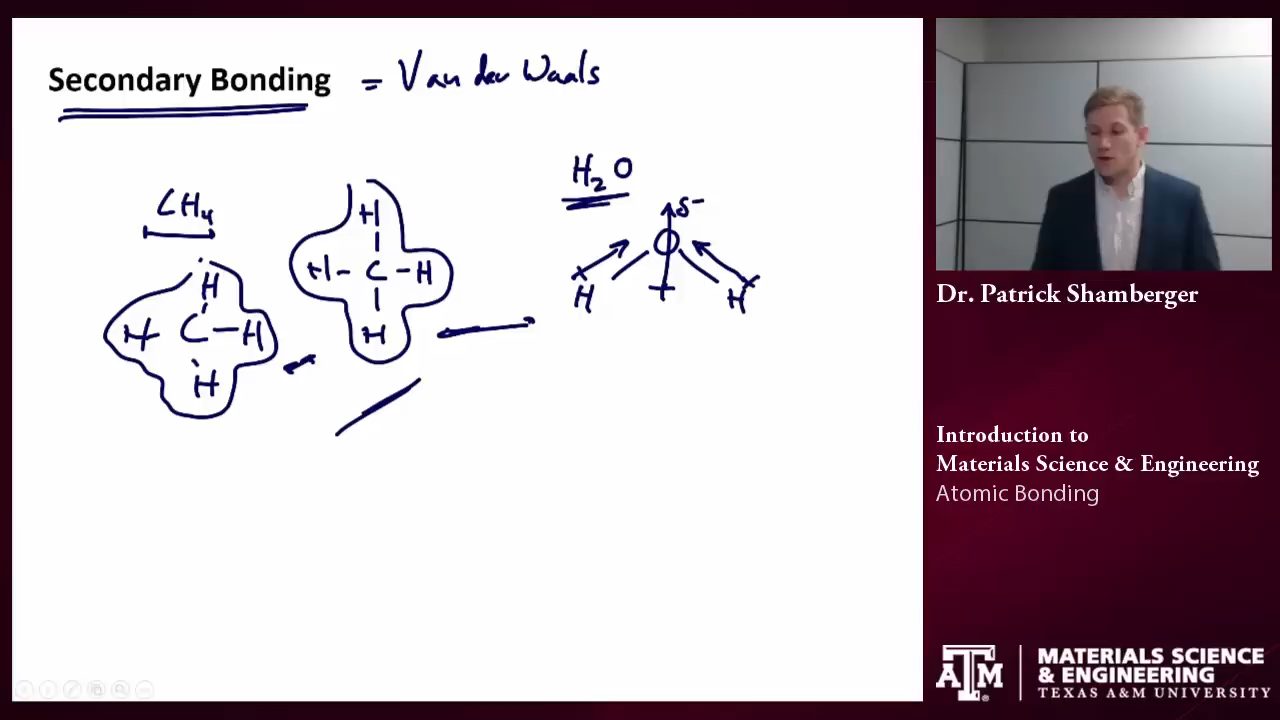 Secondary Bonding = Van der Waals
CH₄
H
H C – H
H
H
H – C – H
H
H₂O
δ-
O
H H
Dr. Patrick Shamberger
Introduction to
Materials Science & Engineering
Atomic Bonding
ATM
MATERIALS SCIENCE
& ENGINEERING
TEXAS A&M UNIVERSITY